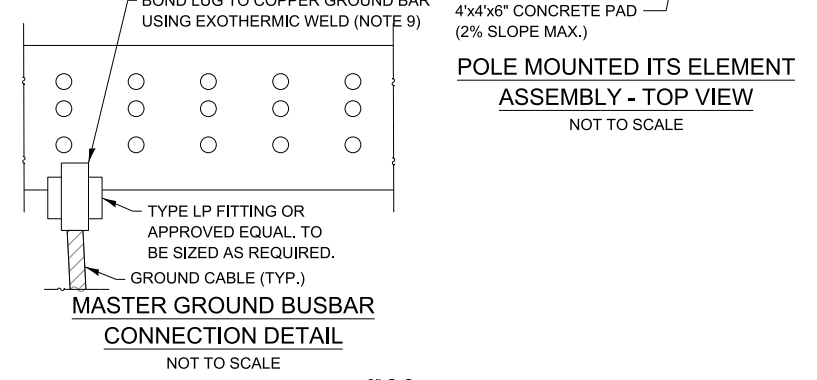 BOND LUG TO COPPER GROUND BAR
USING EXOTHERMIC WELD (NOTE 9)
4'x4'x6" CONCRETE PAD
(2% SLOPE MAX.)
POLE MOUNTED ITS ELEMENT
ASSEMBLY - TOP VIEW
NOT TO SCALE
TYPE LP FITTING OR
APPROVED EQUAL. TO
BE SIZED AS REQUIRED.
GROUND CABLE (TYP.)
MASTER GROUND BUSBAR
CONNECTION DETAIL
NOT TO SCALE